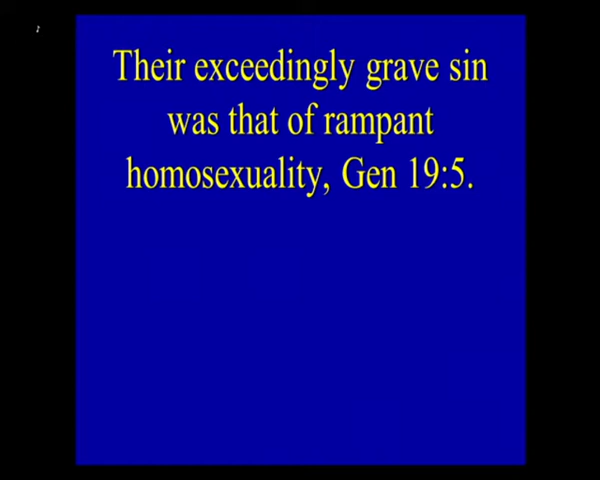 Their exceedingly grave sin
was that of rampant
homosexuality, Gen 19:5.